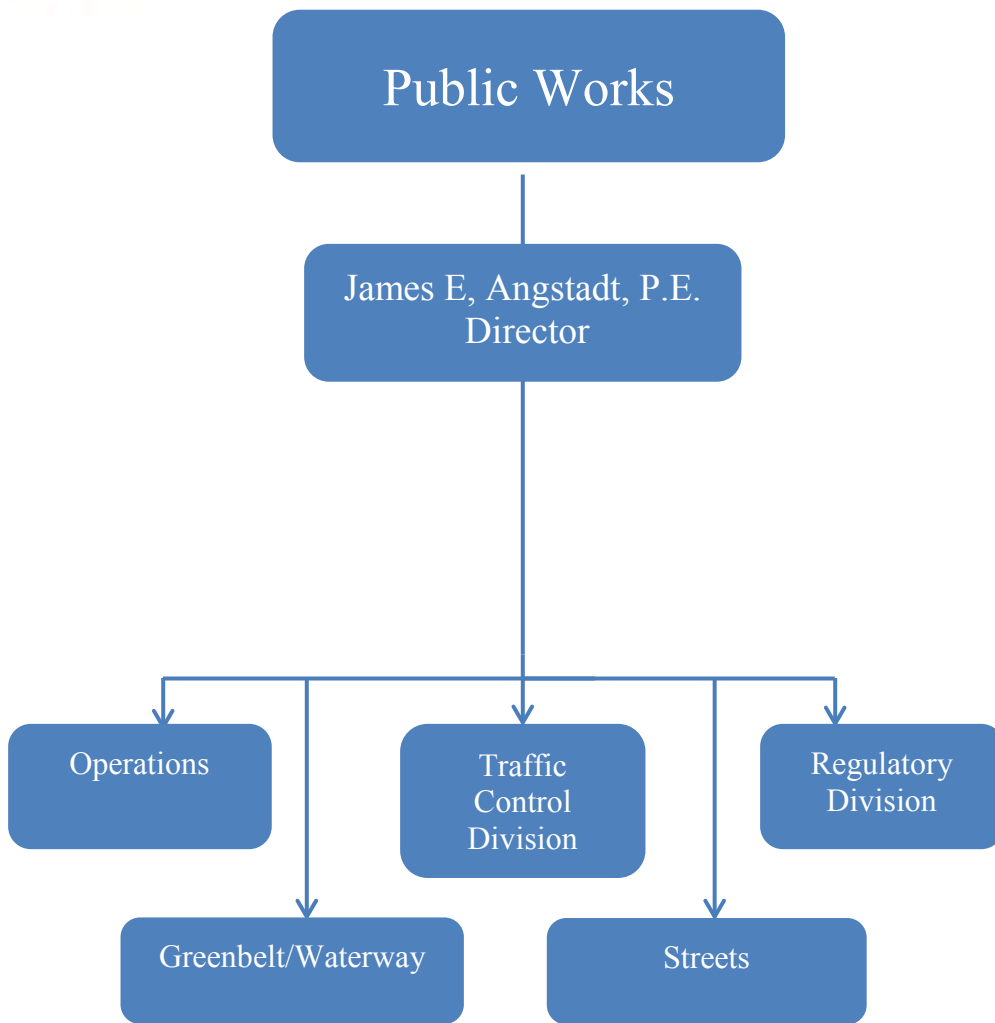 Public Works
James E, Angstadt, P.E.
Director
Operations
Traffic
Control
Division
Regulatory
Division
Greenbelt/Waterway
Streets